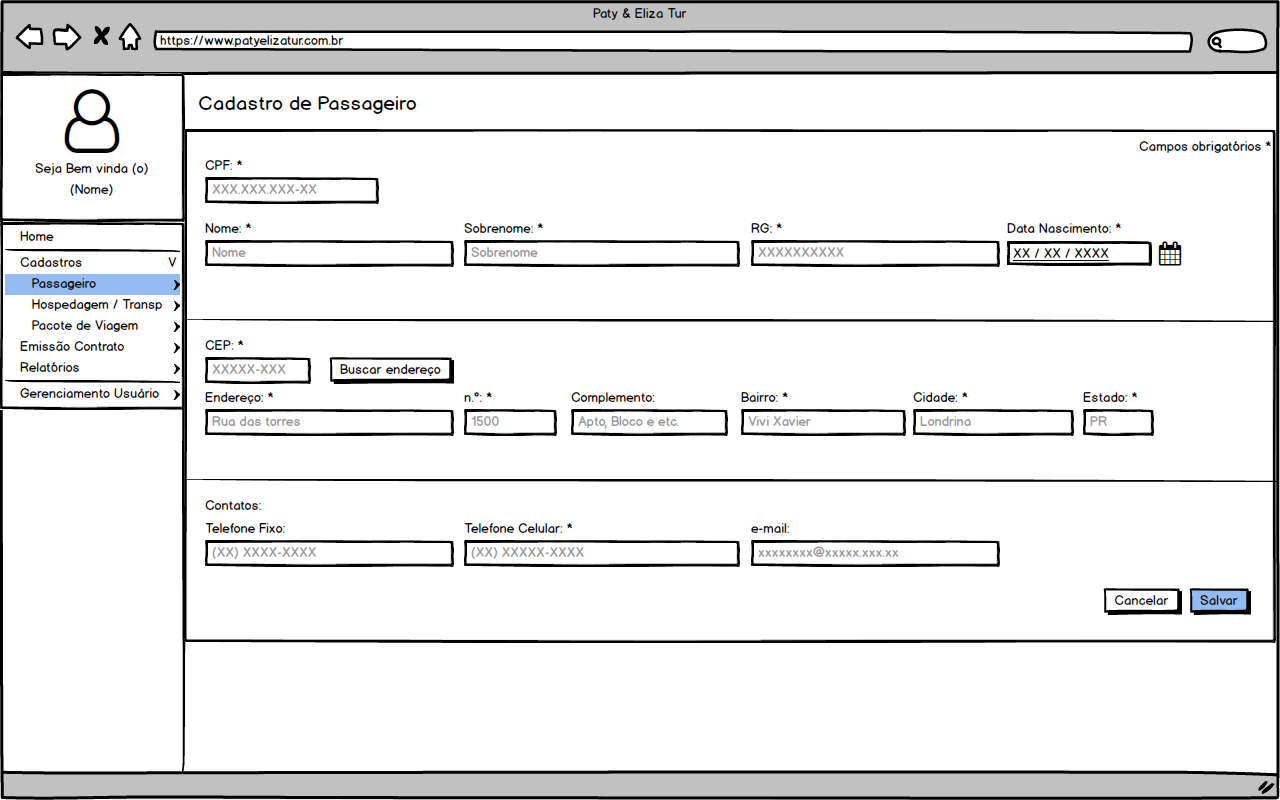 Paty & Eliza Tur
https://www.patyelizatur.com.br
Seja Bem vinda (o)
(Nome)
Home
Cadastros V
Passageiro
Hospedagem / Transp
Pacote de Viagem
Emissão Contrato
Relatórios
Gerenciamento Usuário
Cadastro de Passageiro
Campos obrigatórios *
CPF: *
XXX.XXX.XXX-XX
Nome: * Sobrenome: * RG: * Data Nascimento: *
Nome Sobrenome XXXXXXXXXX XX / XX / XXXX
CEP: *
XXXXX-XXX Buscar endereço
Endereço: * n.º: * Complemento: Bairro: * Cidade: * Estado: *
Rua das torres 1500 Apto, Bloco e etc. Vivi Xavier Londrina PR
Contatos:
Telefone Fixo: Telefone Celular: * e-mail:
(XX) XXXX-XXXX (XX) XXXXX-XXXX xxxxxxxx@xxxxx.xxx.xx
Cancelar Salvar